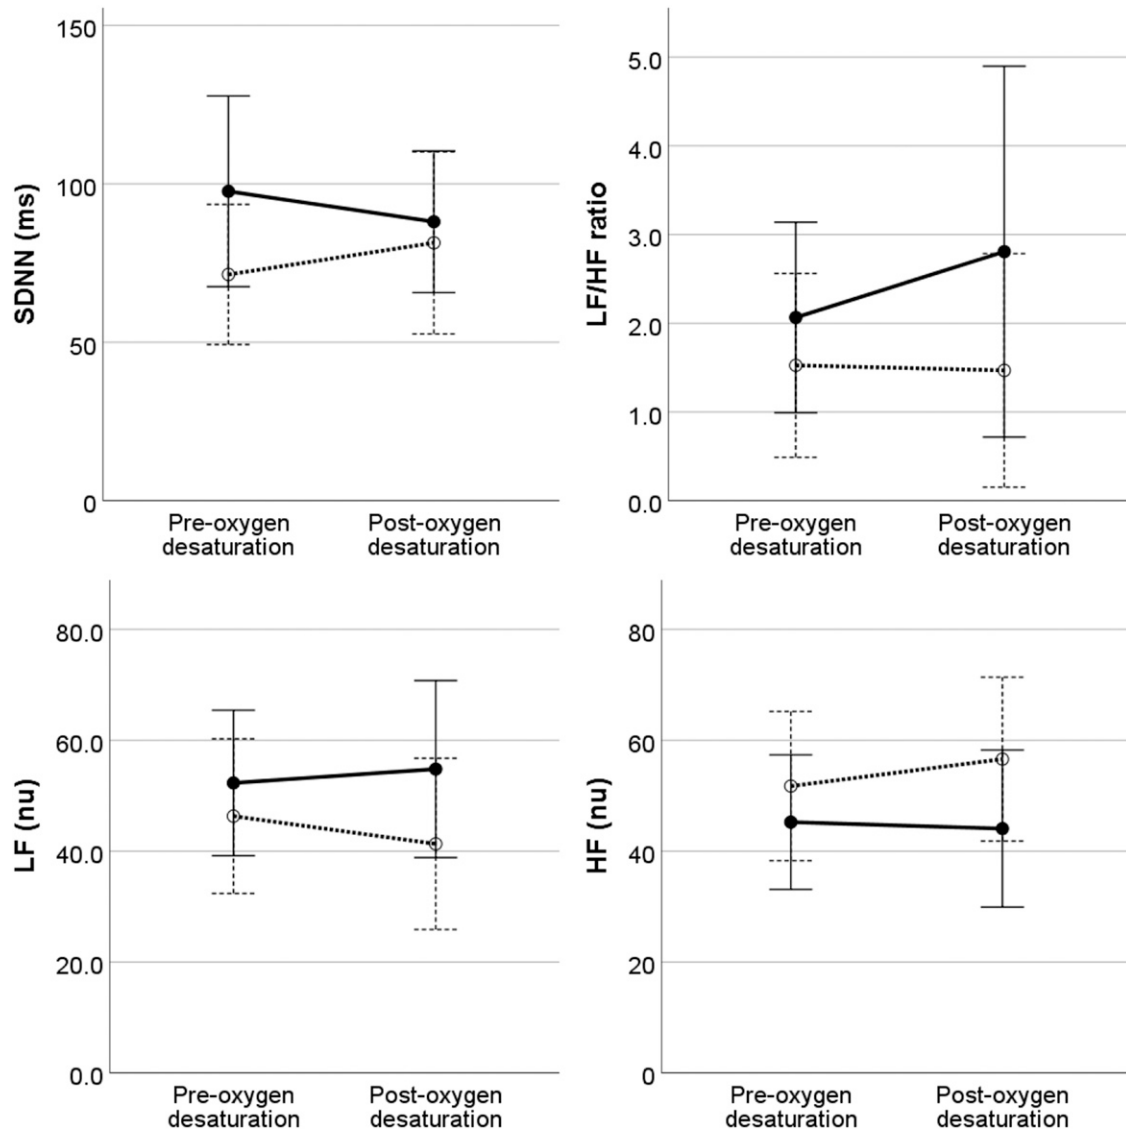 SDNN (ms)
150
100
50
0
Pre-oxygen
desaturation
Post-oxygen
desaturation
LF/HF ratio
5.0
4.0
3.0
2.0
1.0
0.0
Pre-oxygen
desaturation
Post-oxygen
desaturation
LF (nu)
80.0
60.0
40.0
20.0
0.0
Pre-oxygen
desaturation
Post-oxygen
desaturation
HF (nu)
80
60
40
20
0
Pre-oxygen
desaturation
Post-oxygen
desaturation